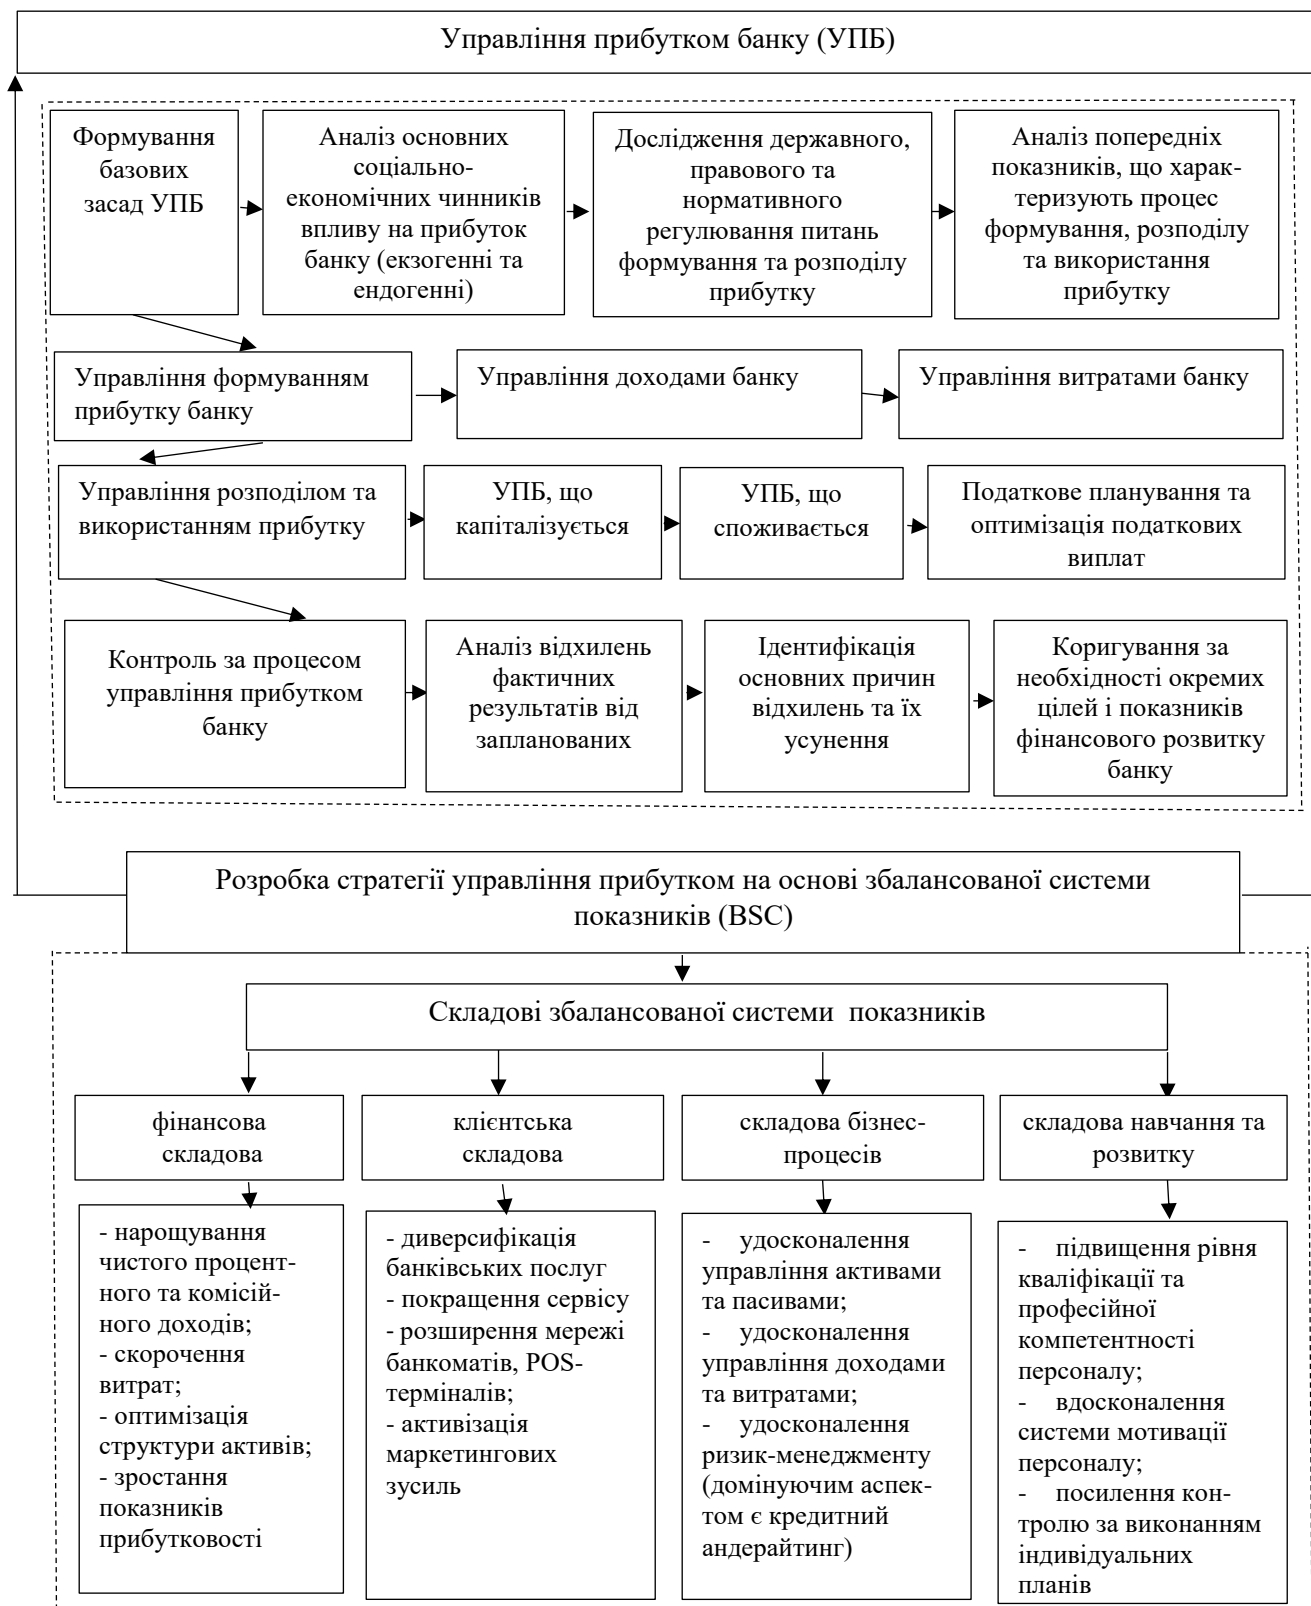 Управління прибутком банку (УПБ)
Формування
базових
засад УПБ
Аналіз основних
соціально-
економічних чинників
впливу на прибуток
банку (екзогенні та
ендогенні)
Дослідження державного,
правового та
нормативного
регулювання питань
формування та розподілу
прибутку
Аналіз попередніх
показників, що харак-
теризують процес
формування, розподілу
та використання
прибутку
Управління формуванням
прибутку банку
Управління доходами банку
Управління витратами банку
Управління розподілом та
використанням прибутку
УПБ, що
капіталізується
УПБ, що
споживається
Податкове планування та
оптимізація податкових
виплат
Контроль за процесом
управління прибутком
банку
Аналіз відхилень
фактичних
результатів від
запланованих
Ідентифікація
основних причин
відхилень та їх
усунення
Коригування за
необхідності окремих
цілей і показників
фінансового розвитку
банку
Розробка стратегії управління прибутком на основі збалансованої системи
показників (BSC)
Складові збалансованої системи  показників
фінансова
складова
клієнтська
складова
складова бізнес-
процесів
складова навчання та
розвитку
- нарощування
чистого процент-
ного та комісій-
ного доходів;
- скорочення
витрат;
- оптимізація
структури активів;
- зростання
показників
прибутковості
- диверсифікація
банківських послуг
- покращення сервісу
- розширення мережі
банкоматів, POS-
терміналів;
- активізація
маркетингових
зусиль
- удосконалення
управління активами
та пасивами;
- удосконалення
управління доходами
та витратами;
- удосконалення
ризик-менеджменту
(домінуючим аспек-
том є кредитний
андерайтинг)
- підвищення рівня
кваліфікації та
професійної
компетентності
персоналу;
- вдосконалення
системи мотивації
персоналу;
- посилення кон-
тролю за виконанням
індивідуальних
планів